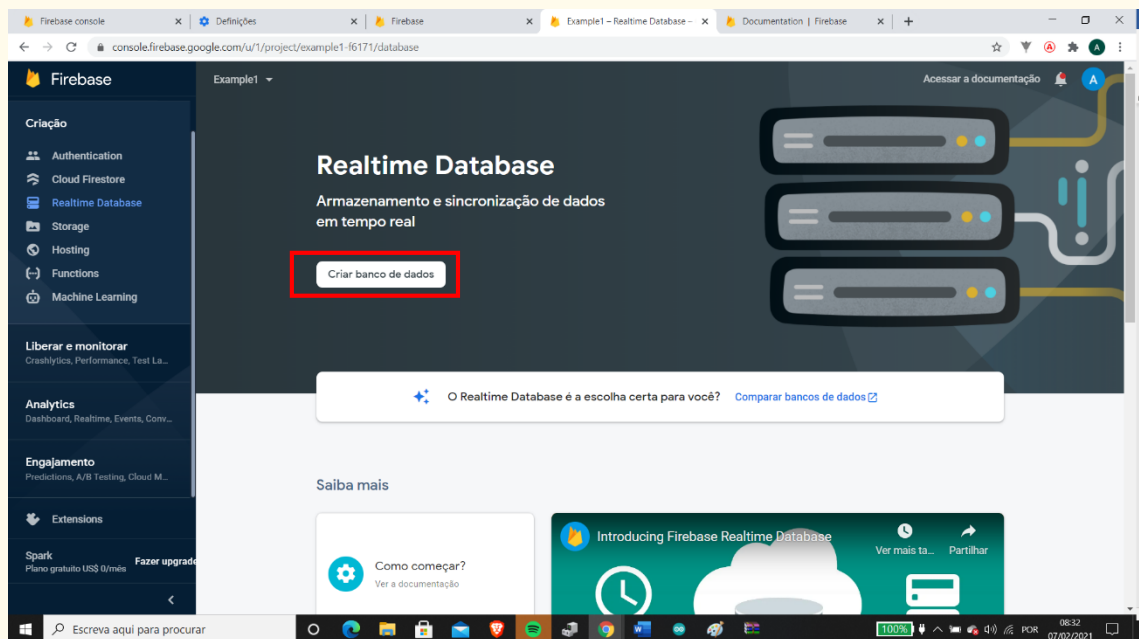 Firebase console
Definições
Firebase
Example1 – Realtime Database –
Documentation | Firebase
console.firebase.google.com/u/1/project/example1-f6171/database
Firebase
Example1
Acessar a documentação
A
Criação
Authentication
Cloud Firestore
Realtime Database
Storage
Hosting
Functions
Machine Learning
Liberar e monitorar
Crashlytics, Performance, Test La...
Analytics
Dashboard, Realtime, Events, Conv...
Engajamento
Predictions, A/B Testing, Cloud M...
Extensions
Spark
Plano gratuito US$ 0/mês
Fazer upgrade
Realtime Database
Armazenamento e sincronização de dados
em tempo real
Criar banco de dados
O Realtime Database é a escolha certa para você? Comparar bancos de dados
Saiba mais
Como começar?
Ver a documentação
Introducing Firebase Realtime Database
Ver mais ta...
Partilhar
Escreva aqui para procurar
100%
POR
08:32
07/02/2021